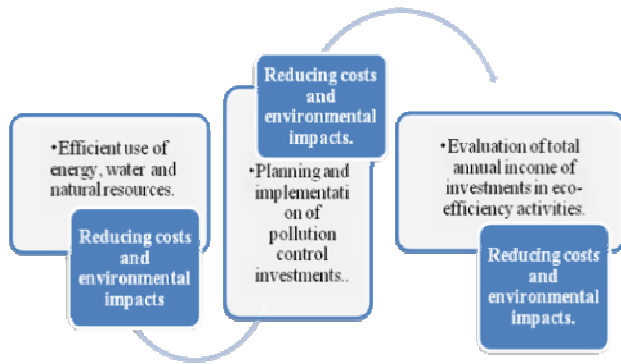 •Efficient use of
energy, water and
natural resources.
Reducing costs
and
environmental
impacts
Reducing costs
and
environmental
impacts.
•Planning and
implementati
on of
pollution
control
investments..
•Evaluation of total
annual income of
investments in eco-
efficiency activities.
Reducing costs
and
environmental
impacts.